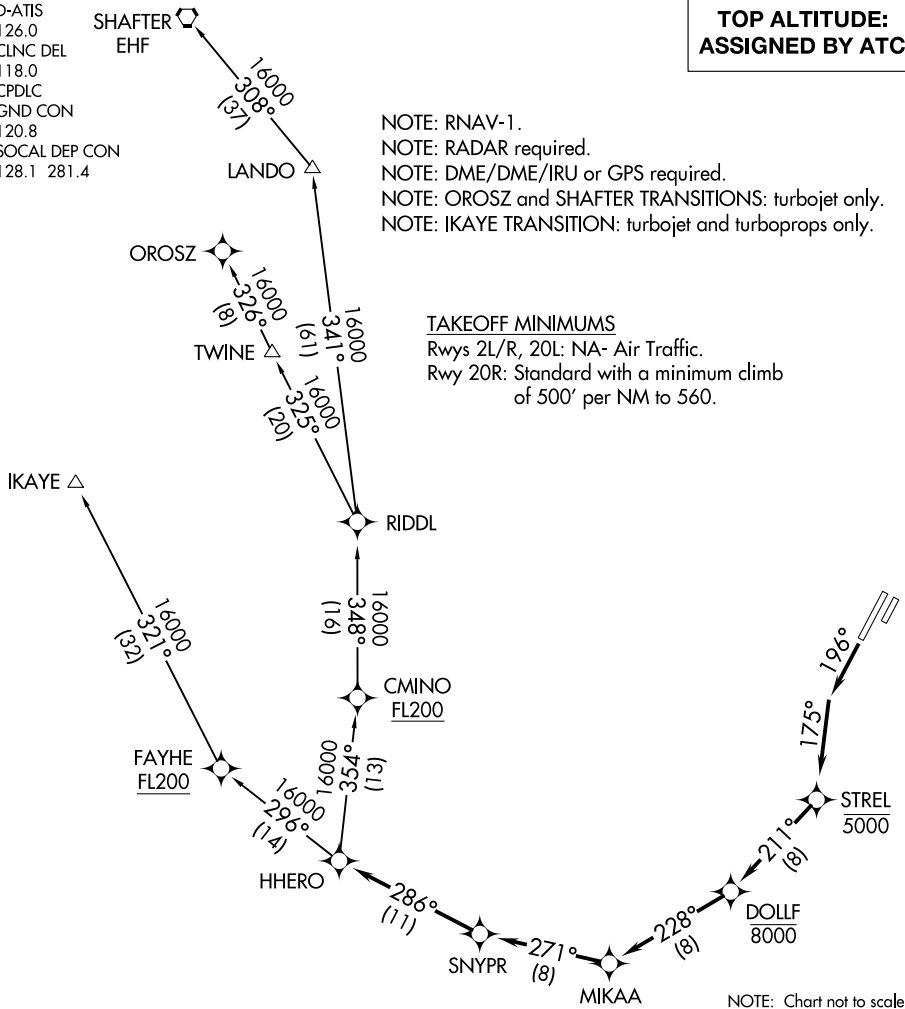 D-ATIS
126.0
CLNC DEL
118.0
CPDLC
GND CON
120.8
SOCAL DEP CON
128.1 281.4
SHAFTER
EHF
TOP ALTITUDE:
ASSIGNED BY ATC
16000
308°
(37)
LANDO
NOTE: RNAV-1.
NOTE: RADAR required.
NOTE: DME/DME/IRU or GPS required.
NOTE: OROSZ and SHAFTER TRANSITIONS: turbojet only.
NOTE: IKAYE TRANSITION: turbojet and turboprops only.
OROSZ
16000
326°
(8)
16000
341°
(61)
TWINE
TAKEOFF MINIMUMS
Rwys 2L/R, 20L: NA- Air Traffic.
Rwy 20R: Standard with a minimum climb
of 500' per NM to 560.
16000
325°
(20)
IKAYE
RIDDL
16000
321°
(32)
16000
348°
(16)
196°
175°
CMINO
FL200
FAYHE
FL200
16000
354°
(13)
16000
296°
(14)
STREL
5000
211°
(8)
HHERO
DOLLF
8000
286°
(11)
228°
(8)
271°
(8)
SNYPR
MIKAA
NOTE: Chart not to scale